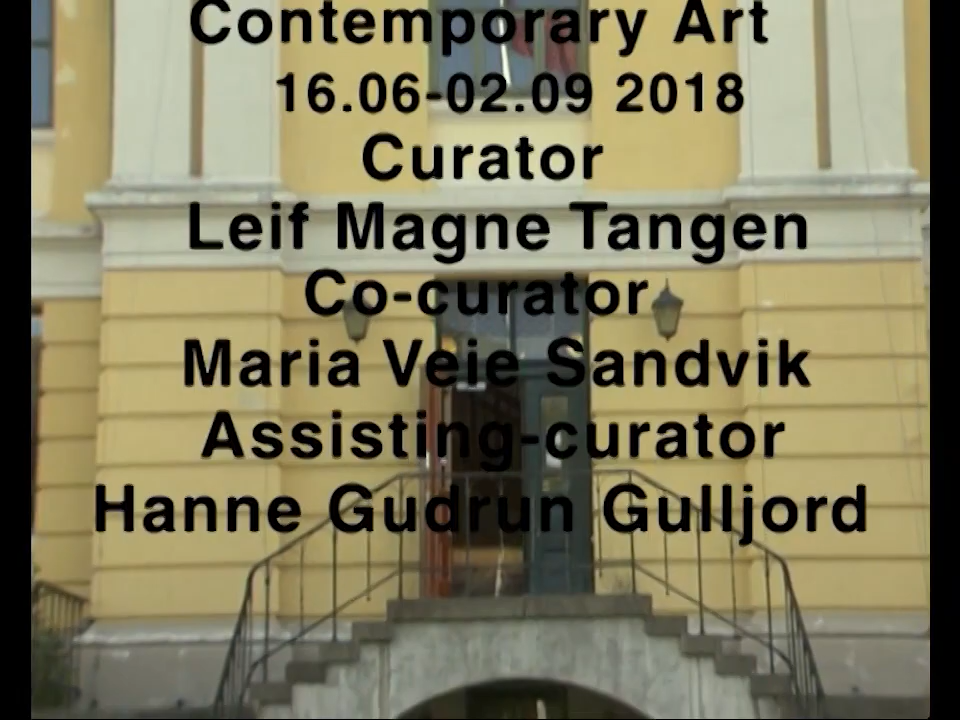 Contemporary Art
16.06-02.09 2018
Curator
Leif Magne Tangen
Co-curator
Maria Veie Sandvik
Assisting-curator
Hanne Gudrun Gulljord